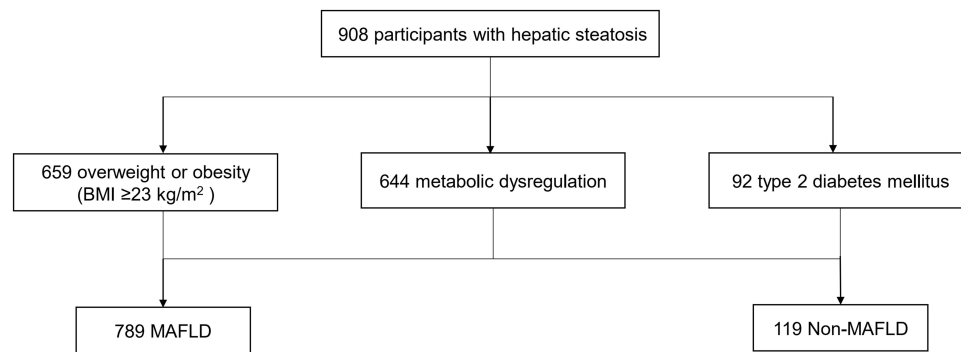 908 participants with hepatic steatosis
659 overweight or obesity
(BMI ≥23 kg/m² )
644 metabolic dysregulation
92 type 2 diabetes mellitus
789 MAFLD
119 Non-MAFLD